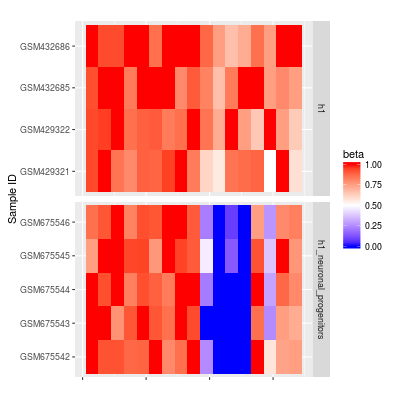 GSM432686
GSM432685
GSM429322
GSM429321
h1
GSM675546
GSM675545
GSM675544
GSM675543
GSM675542
h1_neuronal_progenitors
Sample ID
beta
1.00
0.75
0.50
0.25
0.00